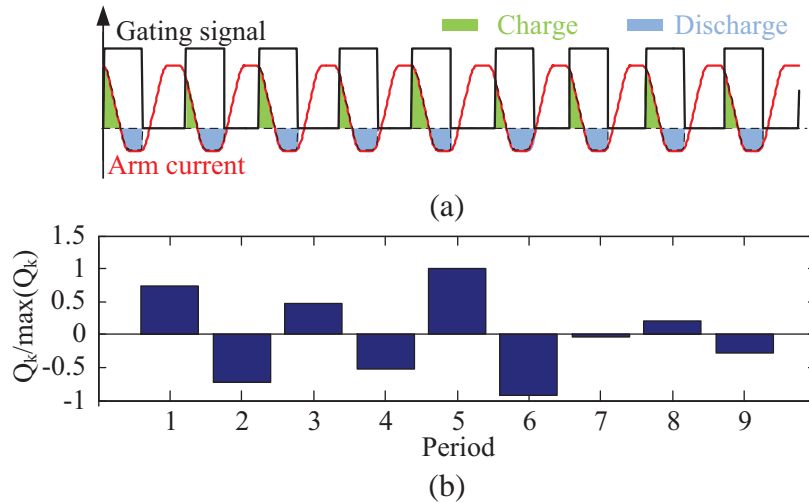 Gating signal
Charge
Discharge
Arm current
(a)
Qk/max(Qk)
1.5
1
0.5
0
-0.5
-1
1 2 3 4 5 6 7 8 9
Period
(b)